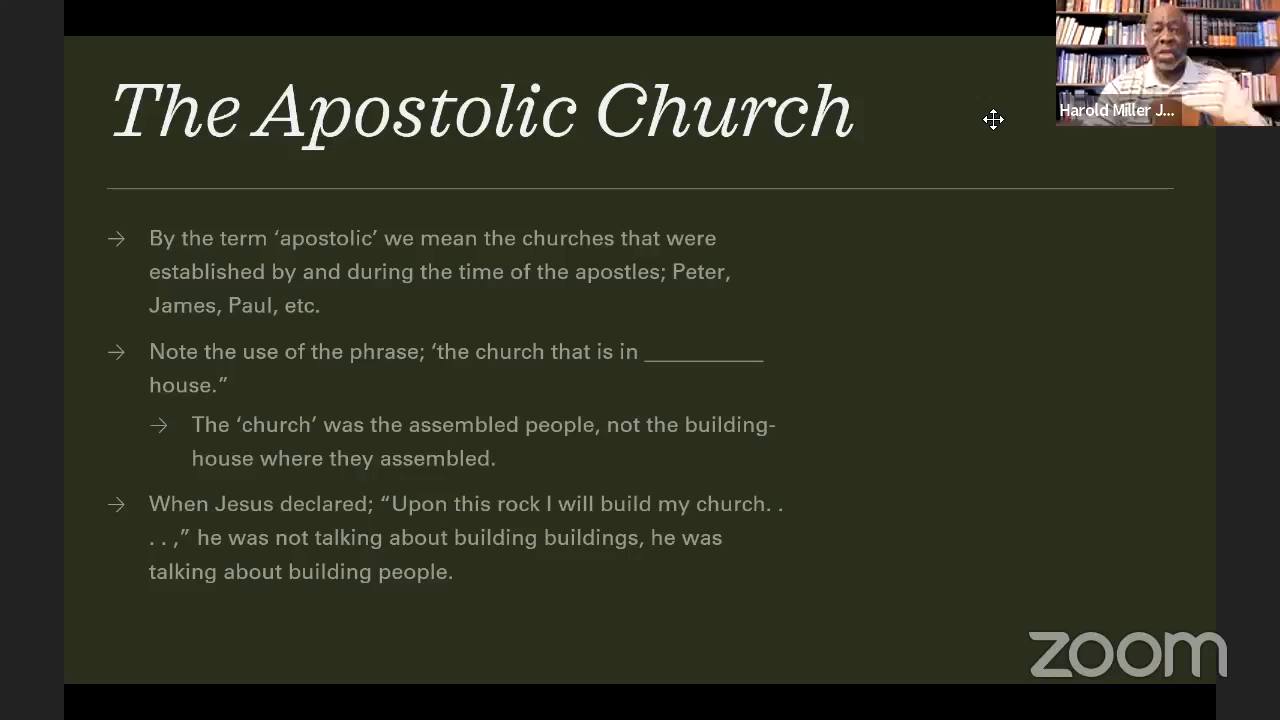 The Apostolic Church
Harold Miller J...
→ By the term ‘apostolic’ we mean the churches that were
established by and during the time of the apostles; Peter,
James, Paul, etc.
→ Note the use of the phrase; ‘the church that is in __________
house.”
→ The ‘church’ was the assembled people, not the building-
house where they assembled.
→ When Jesus declared; “Upon this rock I will build my church. .
. . ,” he was not talking about building buildings, he was
talking about building people.
zoom